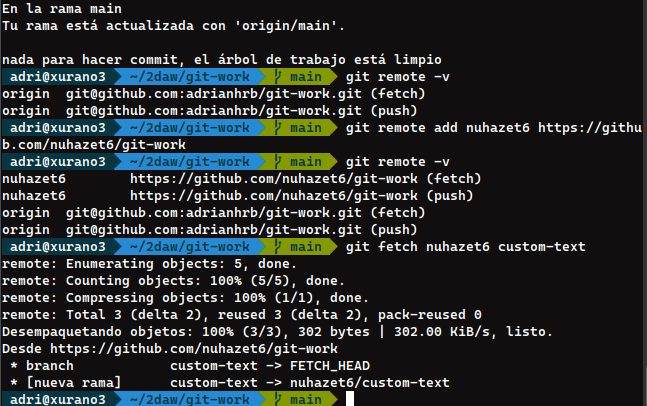 En la rama main
Tu rama está actualizada con 'origin/main'.
nada para hacer commit, el árbol de trabajo está limpio
adri@xurano3 ~/2daw/git-work main git remote -v
origin  git@github.com:adrianhrb/git-work.git (fetch)
origin  git@github.com:adrianhrb/git-work.git (push)
adri@xurano3 ~/2daw/git-work main git remote add nuhazet6 https://githu
b.com/nuhazet6/git-work
adri@xurano3 ~/2daw/git-work main git remote -v
nuhazet6        https://github.com/nuhazet6/git-work (fetch)
nuhazet6        https://github.com/nuhazet6/git-work (push)
origin  git@github.com:adrianhrb/git-work.git (fetch)
origin  git@github.com:adrianhrb/git-work.git (push)
adri@xurano3 ~/2daw/git-work main git fetch nuhazet6 custom-text
remote: Enumerating objects: 5, done.
remote: Counting objects: 100% (5/5), done.
remote: Compressing objects: 100% (1/1), done.
remote: Total 3 (delta 2), reused 3 (delta 2), pack-reused 0
Desempaquetando objetos: 100% (3/3), 302 bytes | 302.00 KiB/s, listo.
Desde https://github.com/nuhazet6/git-work
 * branch            custom-text -> FETCH_HEAD
 * [nueva rama]      custom-text -> nuhazet6/custom-text
adri@xurano3 ~/2daw/git-work main